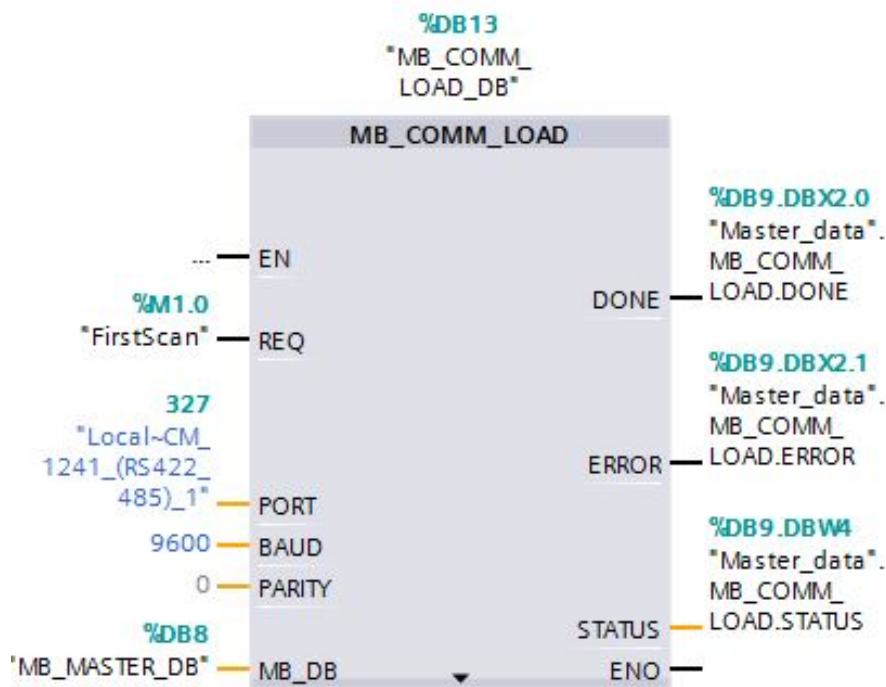 %DB13
"MB_COMM_
LOAD_DB"
MB_COMM_LOAD
... EN
%M1.0
"FirstScan" REQ
327
"Local~CM_
1241_(RS422_
485)_1" PORT
9600 BAUD
0 PARITY
%DB8
"MB_MASTER_DB" MB_DB
%DB9.DBX2.0
"Master_data".
MB_COMM_
DONE LOAD.DONE
%DB9.DBX2.1
"Master_data".
MB_COMM_
ERROR LOAD.ERROR
%DB9.DBW4
"Master_data".
MB_COMM_
STATUS LOAD.STATUS
ENO